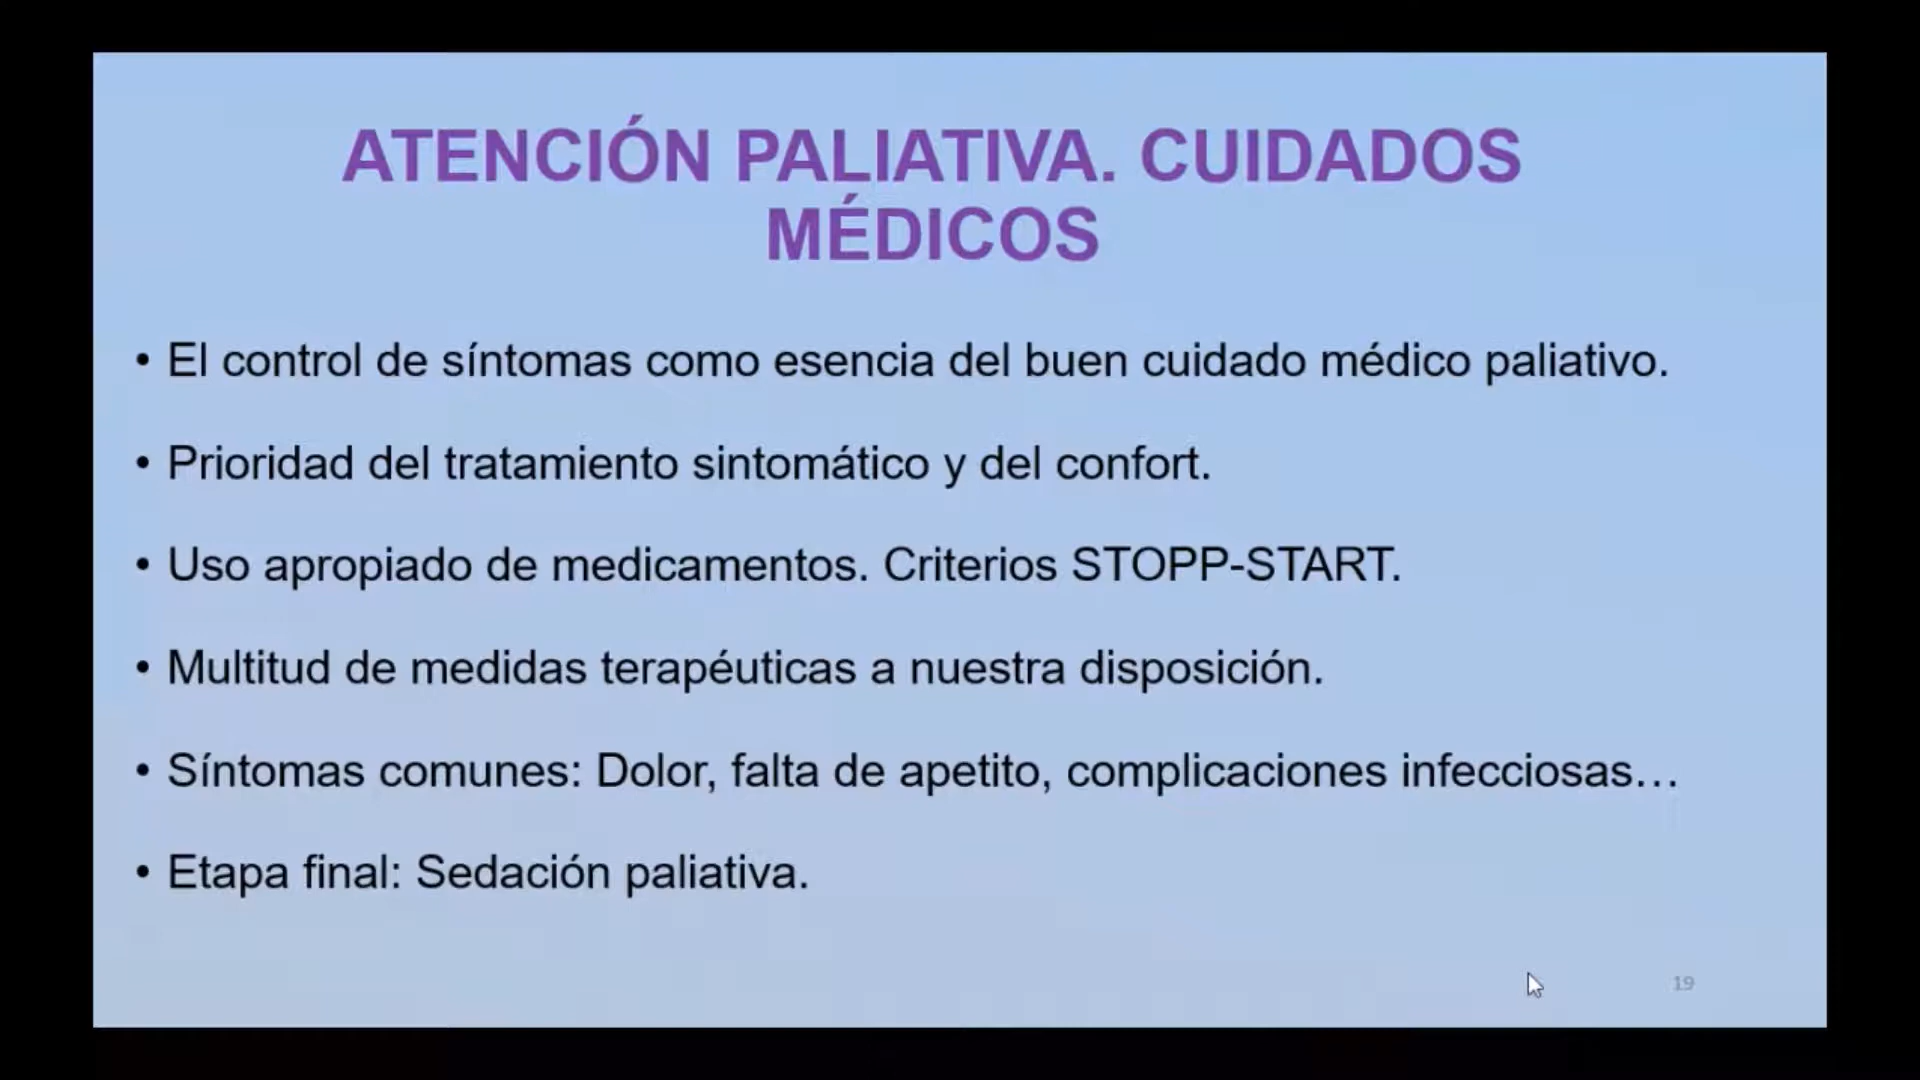 ATENCIÓN PALIATIVA. CUIDADOS
MÉDICOS
• El control de síntomas como esencia del buen cuidado médico paliativo.
• Prioridad del tratamiento sintomático y del confort.
• Uso apropiado de medicamentos. Criterios STOPP-START.
• Multitud de medidas terapéuticas a nuestra disposición.
• Síntomas comunes: Dolor, falta de apetito, complicaciones infecciosas…
• Etapa final: Sedación paliativa.
19